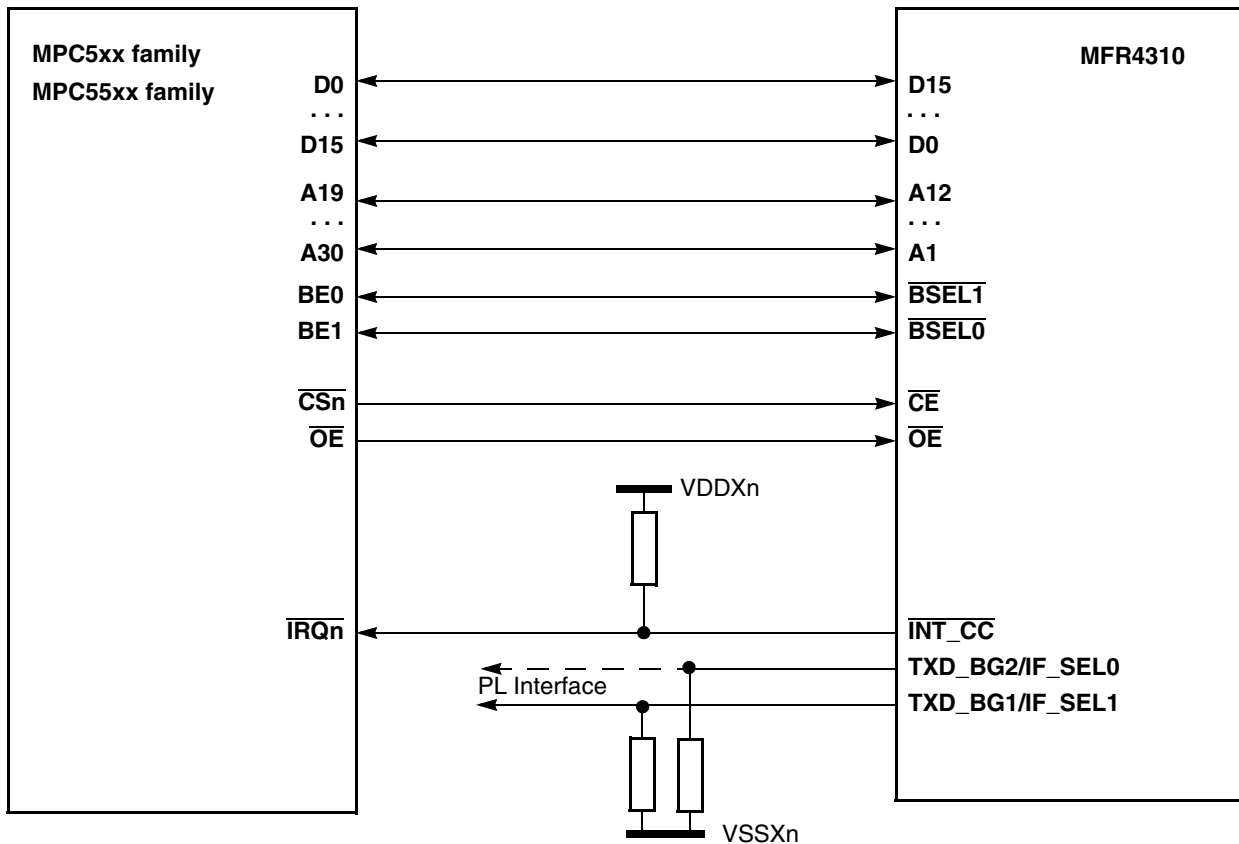 MPC5xx family
MPC55xx family
MFR4310
D0
D15
. . .
. . .
D15
D0
A19
A12
. . .
. . .
A30
A1
BE0
BSEL1
BE1
BSEL0
CSn
CE
OE
OE
VDDXn
IRQn
INT_CC
TXD_BG2/IF_SEL0
PL Interface
TXD_BG1/IF_SEL1
VSSXn